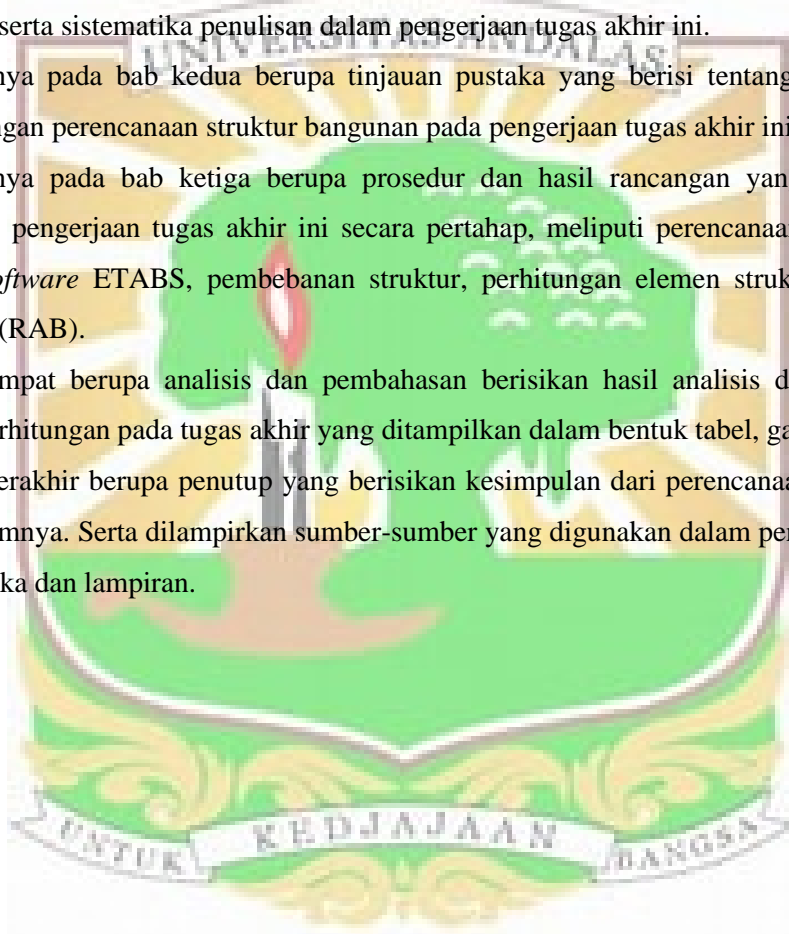 serta sistematika penulisan dalam pengerjaan tugas akhir ini.
UNIVERSITAS ANDALAS
nya pada bab kedua berupa tinjauan pustaka yang berisi tentang
ngan perencanaan struktur bangunan pada pengerjaan tugas akhir ini
nya pada bab ketiga berupa prosedur dan hasil rancangan yan
pengerjaan tugas akhir ini secara pertahap, meliputi perencanaan
oftware ETABS, pembebanan struktur, perhitungan elemen struk
(RAB).
mpat berupa analisis dan pembahasan berisikan hasil analisis d
rhitungan pada tugas akhir yang ditampilkan dalam bentuk tabel, ga
erakhir berupa penutup yang berisikan kesimpulan dari perencanaa
mnya. Serta dilampirkan sumber-sumber yang digunakan dalam pe
ka dan lampiran.
UNTUK KEDJAJAAN BANGSA